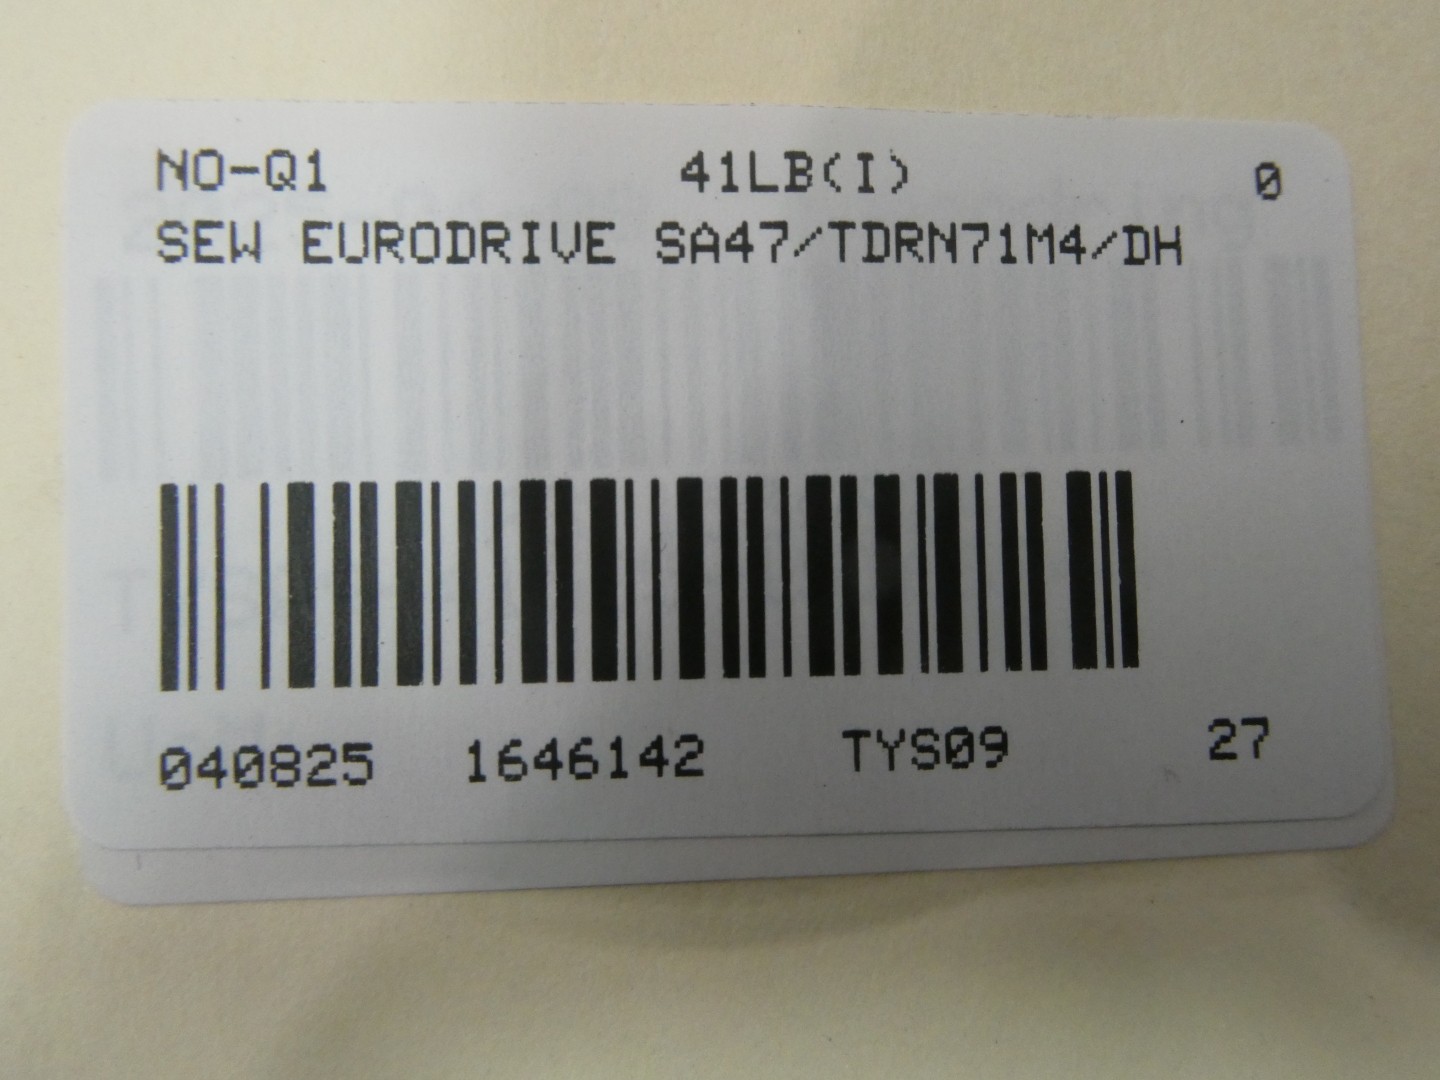 NO-Q1 41LB(I) 0
SEW EURODRIVE SA47/TDRN71M4/DH
040825 1646142 TYS09 27